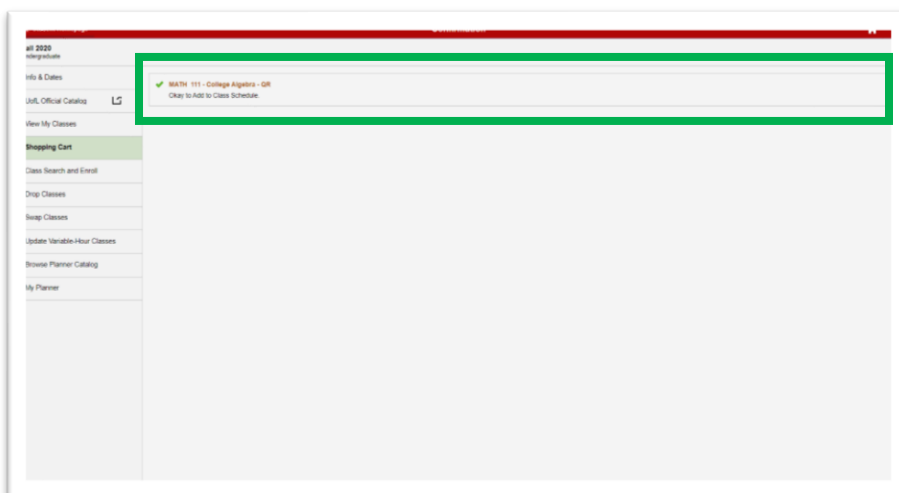 all 2020
ndergraduate
nfo & Dates
UofL Official Catalog
View My Classes
Shopping Cart
Class Search and Enroll
Drop Classes
Swap Classes
Update Variable-Hour Classes
Browse Planner Catalog
My Planner
MATH 111 - College Algebra - QR
Okay to Add to Class Schedule.